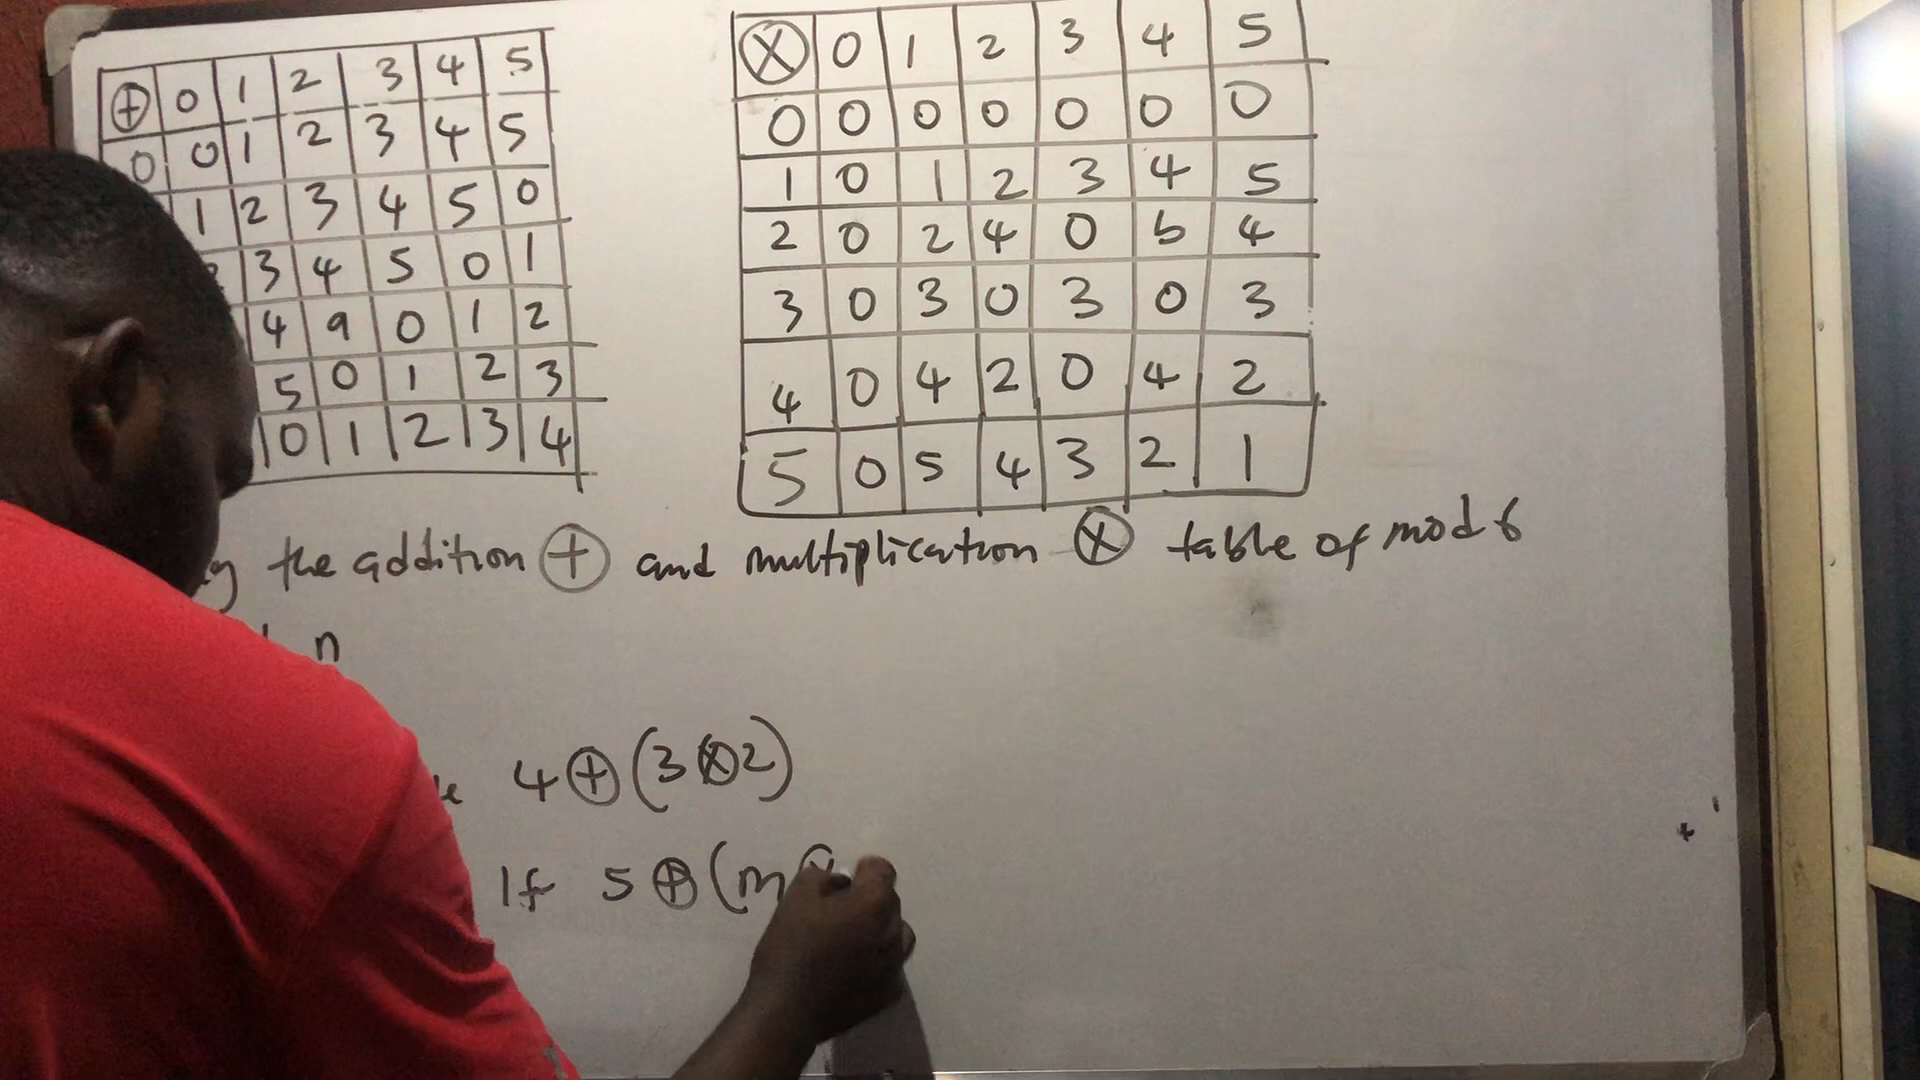 ⊕ 0 1 2 3 4 5
0 0 1 2 3 4 5
1 2 3 4 5 0
3 4 5 0 1
4 a 0 1 2
5 0 1 2 3
0 1 2 3 4
ⓧ 0 1 2 3 4 5
0 0 0 0 0 0 0
1 0 1 2 3 4 5
2 0 2 4 0 b 4
3 0 3 0 3 0 3
4 0 4 2 0 4 2
5 0 5 4 3 2 1
the addition ⊕ and multiplication ⓧ table of mod 6
n
4 ⊕ (3 ⓧ 2)
If 5 ⊕ (m ⓧ